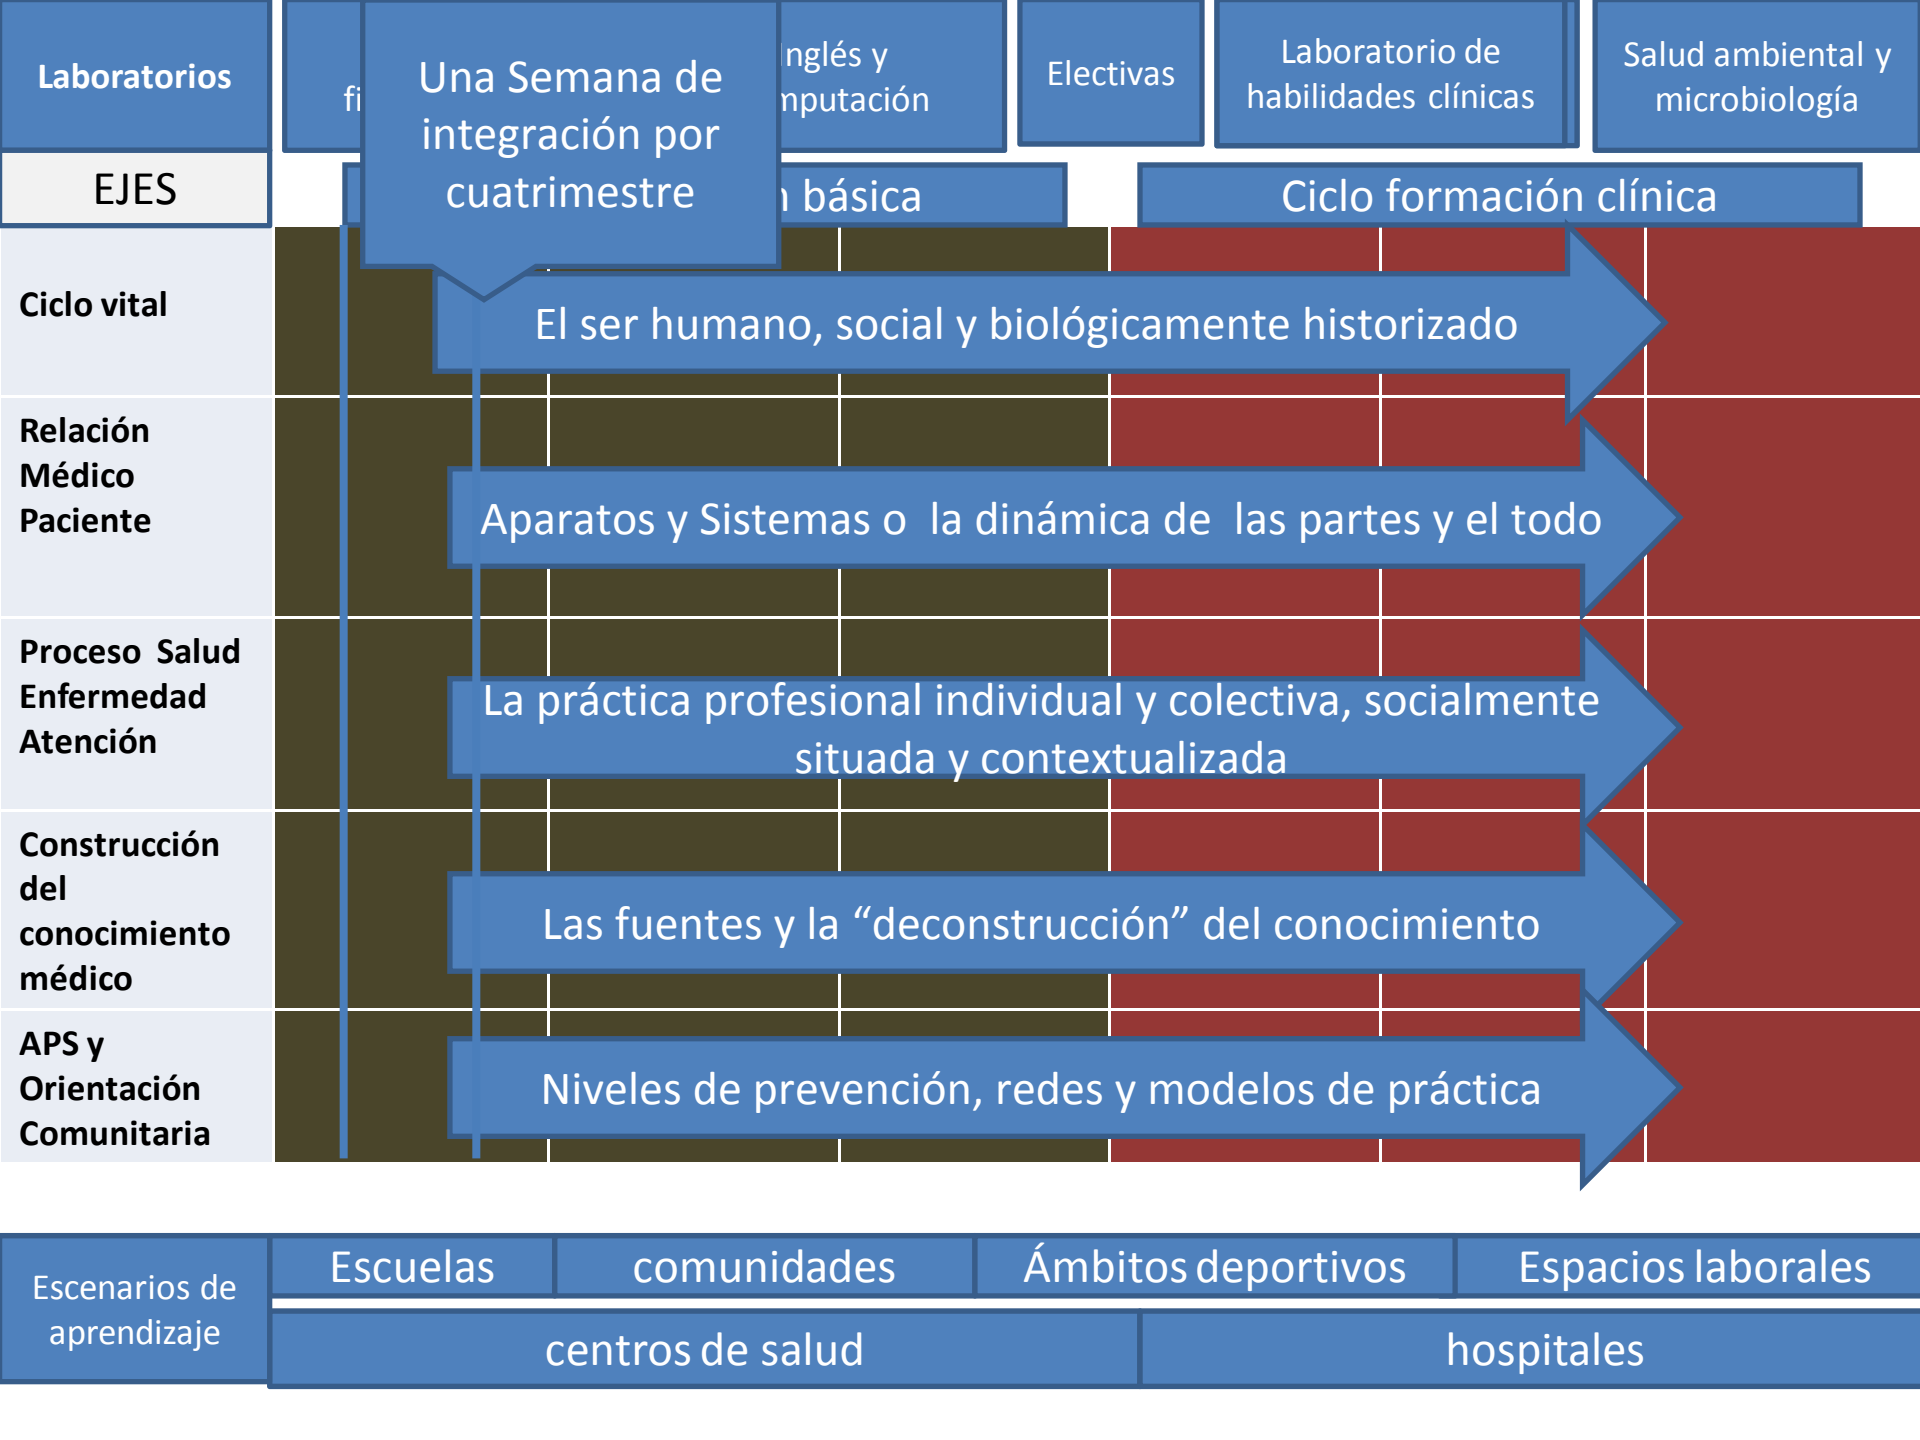 Laboratorios
Una Semana de
integración por
cuatrimestre
nglés y
mputación
Electivas
Laboratorio de
habilidades clínicas
Salud ambiental y
microbiología
EJES
básica
Ciclo formación clínica
Ciclo vital
El ser humano, social y biológicamente historizado
Relación
Médico
Paciente
Aparatos y Sistemas o la dinámica de las partes y el todo
Proceso Salud
Enfermedad
Atención
La práctica profesional individual y colectiva, socialmente
situada y contextualizada
Construcción
del
conocimiento
médico
Las fuentes y la “deconstrucción” del conocimiento
APS y
Orientación
Comunitaria
Niveles de prevención, redes y modelos de práctica
Escenarios de
aprendizaje
Escuelas
comunidades
Ámbitos deportivos
Espacios laborales
centros de salud
hospitales